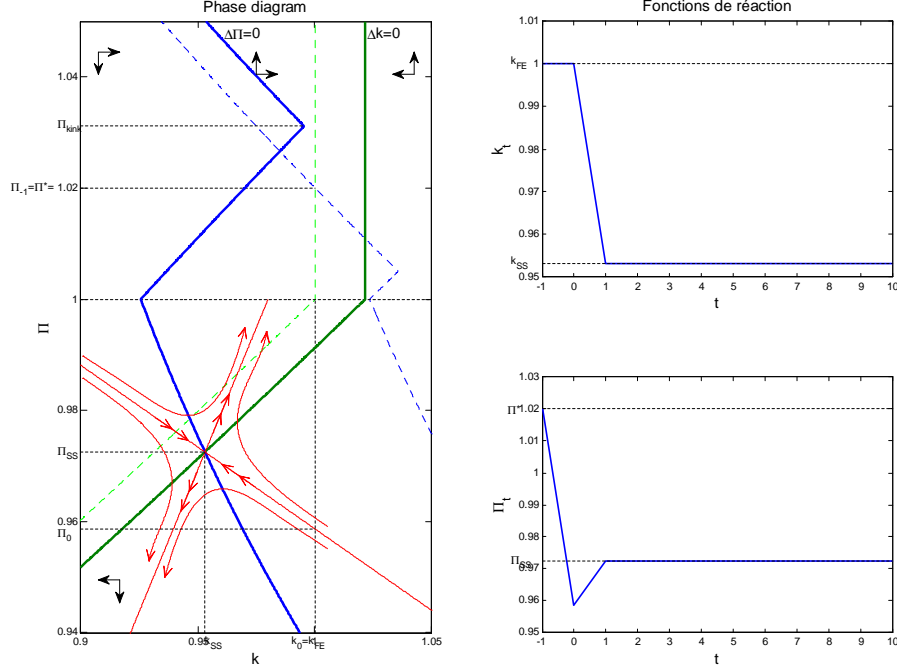 Phase diagram
ΔΠ=0
Δk=0
1.04
Π_kink
Π_-1=Π*= 1.02
1
Π
0.98
Π_SS
0.96
Π_0
0.94
0.9
0.95
k_SS
k_0=k_FE
1
1.05
k
Fonctions de réaction
k_FE
1
0.99
0.98
k_t
0.97
0.96
k_SS
0.95
-1 0 1 2 3 4 5 6 7 8 9 10
t
1.03
Π*
1.02
1.01
1
Π_t
0.99
0.98
Π_SS
0.97
0.96
0.95
-1 0 1 2 3 4 5 6 7 8 9 10
t